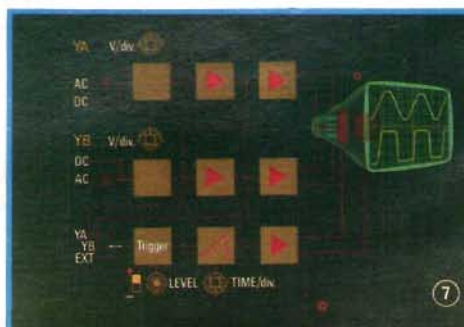 YA V/div.
AC
DC
YB V/div.
DC
AC
YA
YB
EXT
Trigger
+
− LEVEL TIME/div.
7